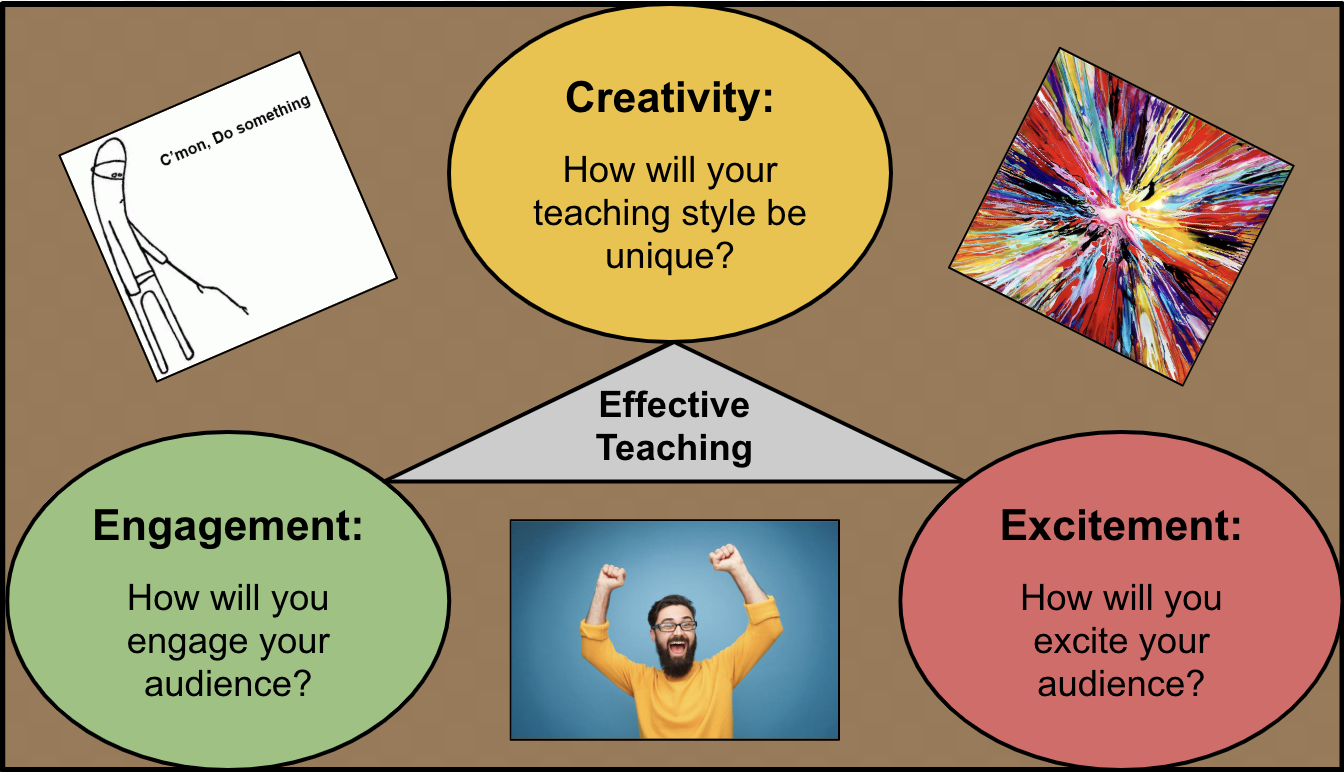 C'mon, Do something
Creativity:
How will your
teaching style be
unique?
Effective
Teaching
Engagement:
How will you
engage your
audience?
Excitement:
How will you
excite your
audience?